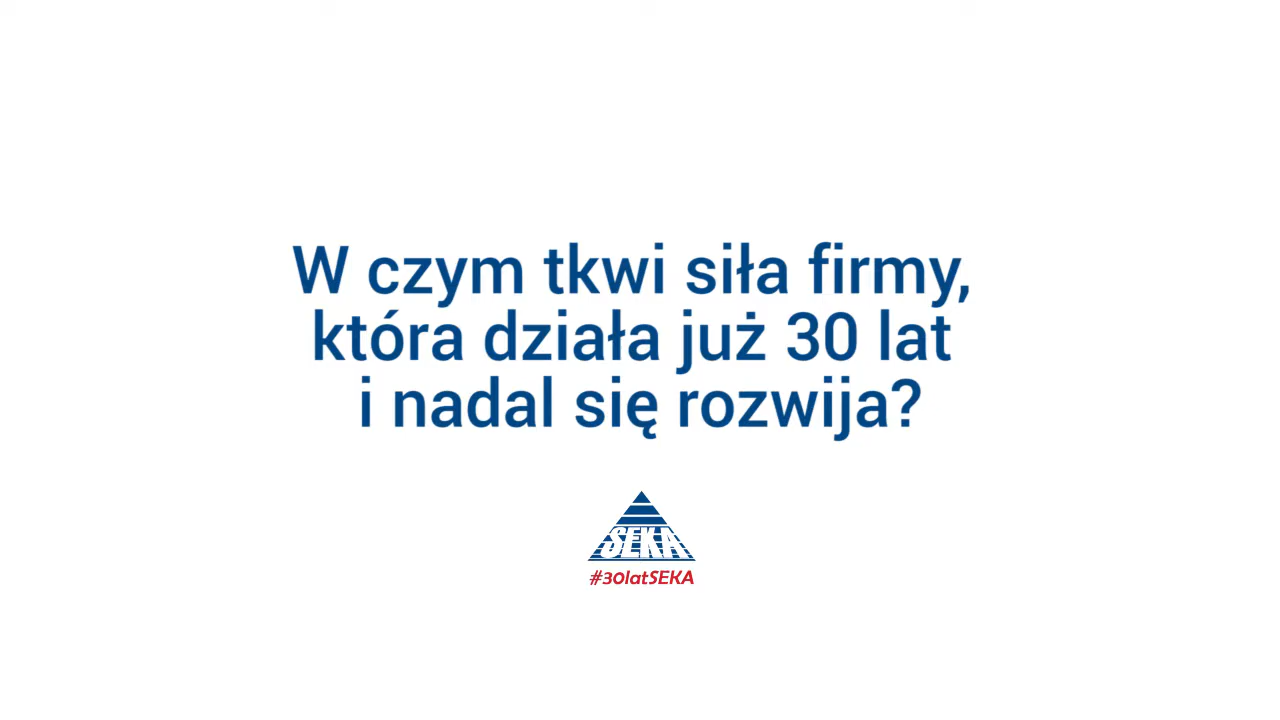 W czym tkwi siła firmy,
która działa już 30 lat
i nadal się rozwija?
SEKA
#30latSEKA